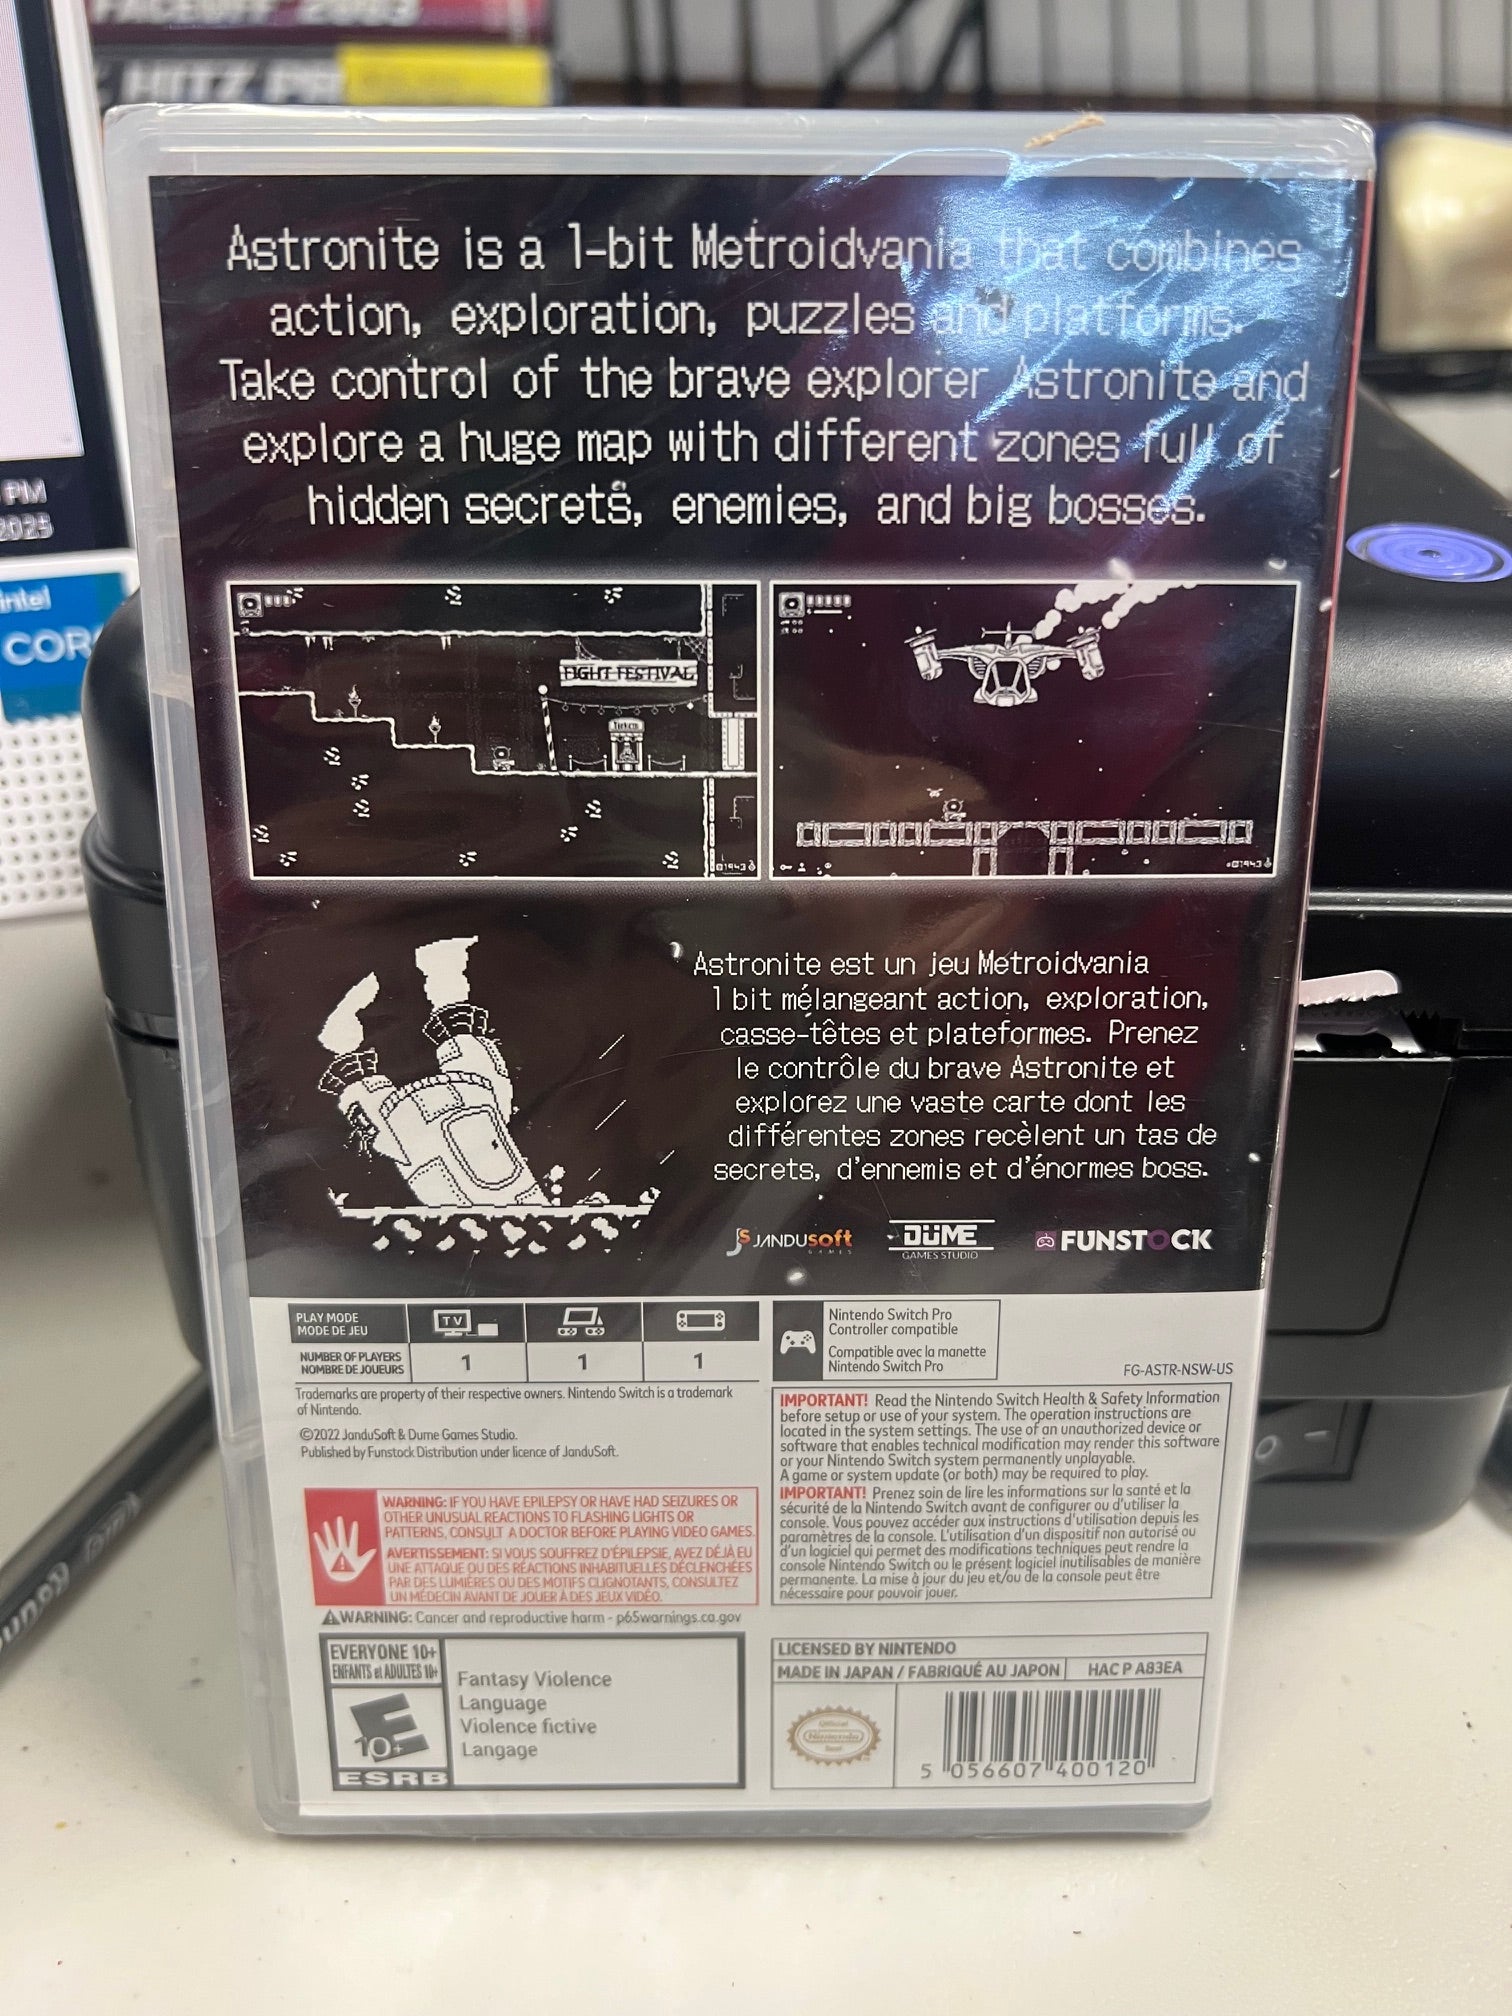 FACEOFF 2003
HITZ PR
PM
2025
intel
COR
Astronite is a 1-bit Metroidvania that combines
action, exploration, puzzles and platforms.
Take control of the brave explorer Astronite and
explore a huge map with different zones full of
hidden secrets, enemies, and big bosses.
FIGHT FESTIVAL
Tickets
01943
01943
Astronite est un jeu Metroidvania
1 bit mélangeant action, exploration,
casse-têtes et plateformes. Prenez
le contrôle du brave Astronite et
explorez une vaste carte dont les
différentes zones recèlent un tas de
secrets, d'ennemis et d'énormes boss.
JS JANDUSOFT GAMES
DÜME GAMES STUDIO
FUNSTOCK
PLAY MODE
MODE DE JEU
TV
NUMBER OF PLAYERS
NOMBRE DE JOUEURS
1 1 1
Nintendo Switch Pro
Controller compatible
Compatible avec la manette
Nintendo Switch Pro
FG-ASTR-NSW-US
Trademarks are property of their respective owners. Nintendo Switch is a trademark
of Nintendo.
©2022 JanduSoft & Dume Games Studio.
Published by Funstock Distribution under licence of JanduSoft.
WARNING: IF YOU HAVE EPILEPSY OR HAVE HAD SEIZURES OR
OTHER UNUSUAL REACTIONS TO FLASHING LIGHTS OR
PATTERNS, CONSULT A DOCTOR BEFORE PLAYING VIDEO GAMES.
AVERTISSEMENT: SI VOUS SOUFFREZ D'ÉPILEPSIE, AVEZ DÉJÀ EU
UNE ATTAQUE OU DES RÉACTIONS INHABITUELLES DÉCLENCHÉES
PAR DES LUMIÈRES OU DES MOTIFS CLIGNOTANTS, CONSULTEZ
UN MÉDECIN AVANT DE JOUER À DES JEUX VIDÉO.
WARNING: Cancer and reproductive harm - p65warnings.ca.gov
IMPORTANT! Read the Nintendo Switch Health & Safety Information
before setup or use of your system. The operation instructions are
located in the system settings. The use of an unauthorized device or
software that enables technical modification may render this software
or your Nintendo Switch system permanently unplayable.
A game or system update (or both) may be required to play.
IMPORTANT! Prenez soin de lire les informations sur la santé et la
sécurité de la Nintendo Switch avant de configurer ou d'utiliser la
console. Vous pouvez accéder aux instructions d'utilisation depuis les
paramètres de la console. L'utilisation d'un dispositif non autorisé ou
d'un logiciel qui permet des modifications techniques peut rendre la
console Nintendo Switch ou le présent logiciel inutilisables de manière
permanente. La mise à jour du jeu et/ou de la console peut être
nécessaire pour pouvoir jouer.
EVERYONE 10+
ENFANTS et ADULTES 10+
E
10+
ESRB
Fantasy Violence
Language
Violence fictive
Langage
LICENSED BY NINTENDO
MADE IN JAPAN / FABRIQUÉ AU JAPON
HAC P A83EA
Official
Nintendo
Seal
5 056607 400120